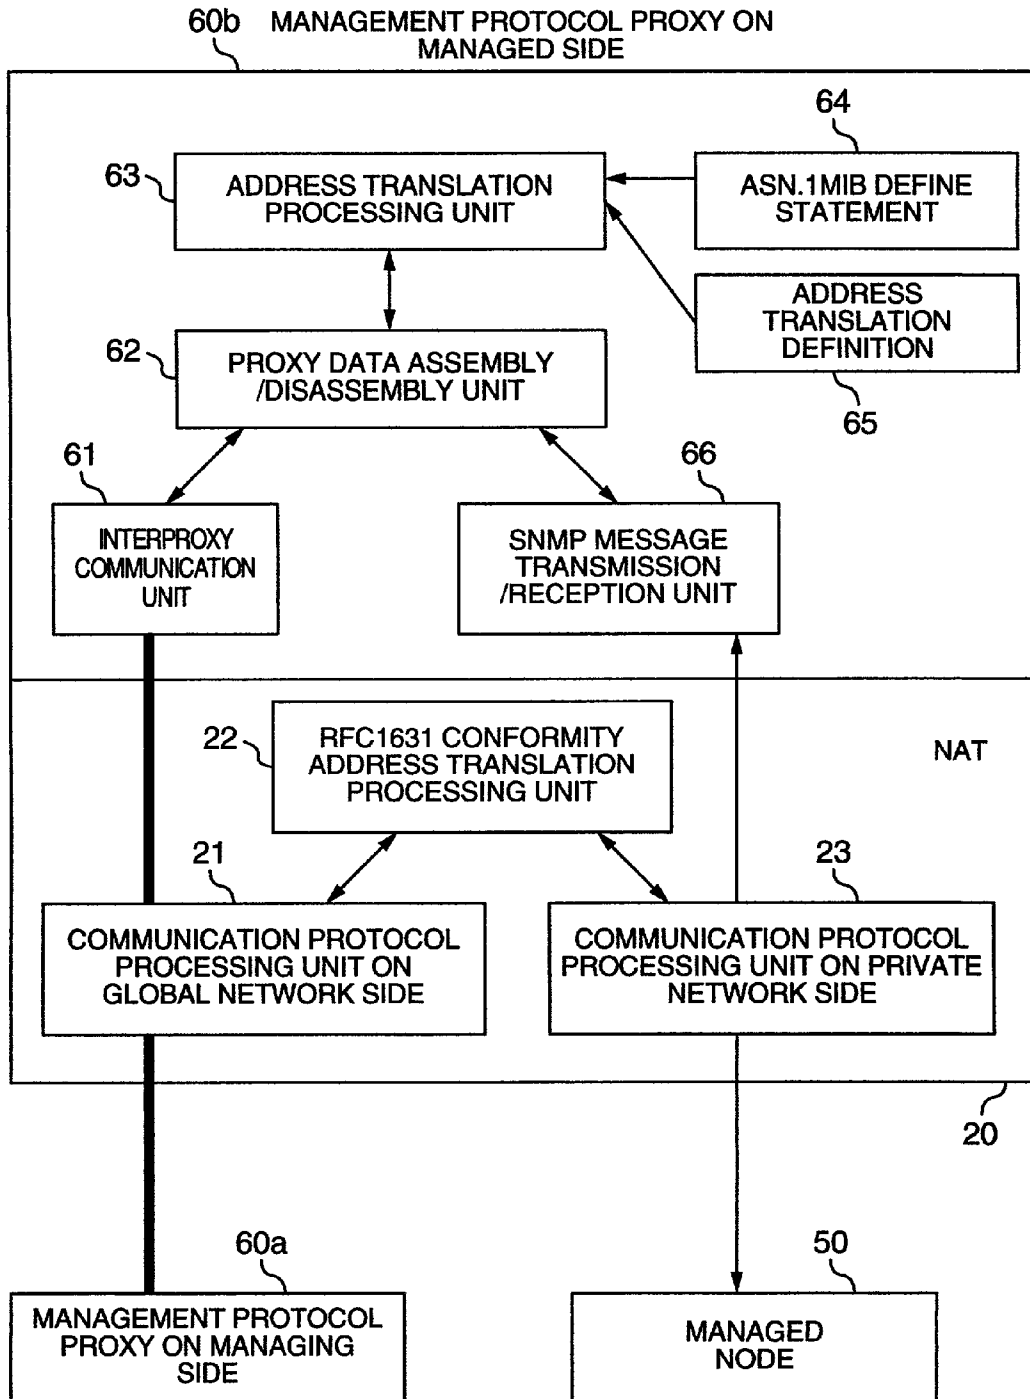 60b MANAGEMENT PROTOCOL PROXY ON
MANAGED SIDE
64
63
ADDRESS TRANSLATION
PROCESSING UNIT
ASN.1MIB DEFINE
STATEMENT
ADDRESS
TRANSLATION
DEFINITION
62
PROXY DATA ASSEMBLY
/DISASSEMBLY UNIT
65
61
66
INTERPROXY
COMMUNICATION
UNIT
SNMP MESSAGE
TRANSMISSION
/RECEPTION UNIT
22
RFC1631 CONFORMITY
ADDRESS TRANSLATION
PROCESSING UNIT
NAT
21
23
COMMUNICATION PROTOCOL
PROCESSING UNIT ON
GLOBAL NETWORK SIDE
COMMUNICATION PROTOCOL
PROCESSING UNIT ON PRIVATE
NETWORK SIDE
20
60a
50
MANAGEMENT PROTOCOL
PROXY ON MANAGING
SIDE
MANAGED
NODE